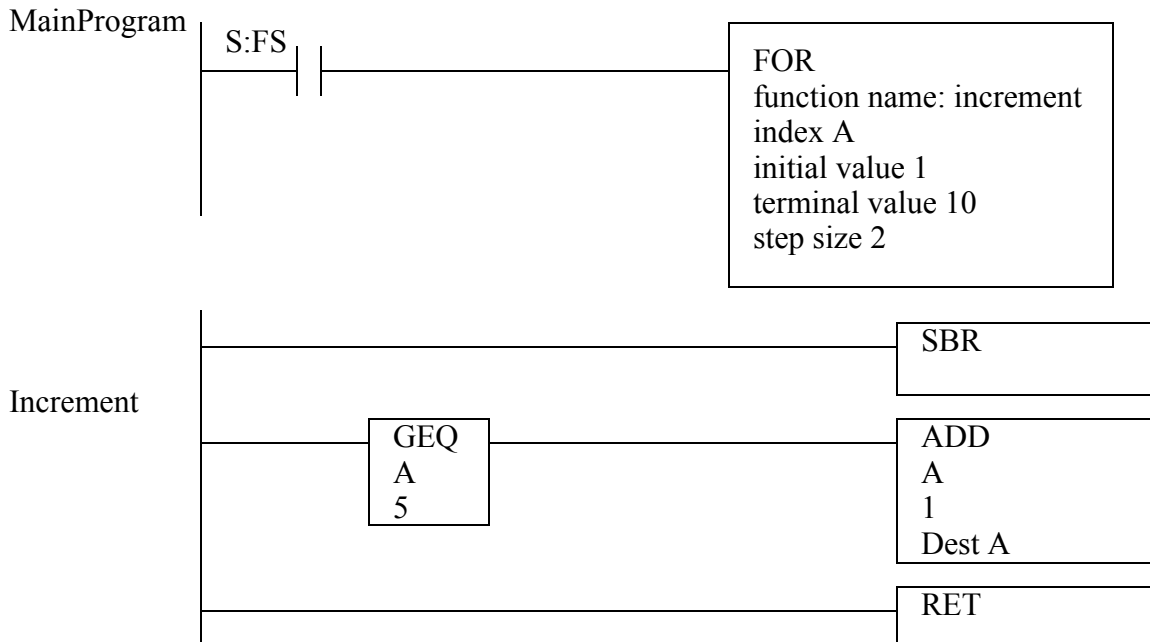 MainProgram
S:FS
FOR
function name: increment
index A
initial value 1
terminal value 10
step size 2
SBR
Increment
GEQ
A
5
ADD
A
1
Dest A
RET